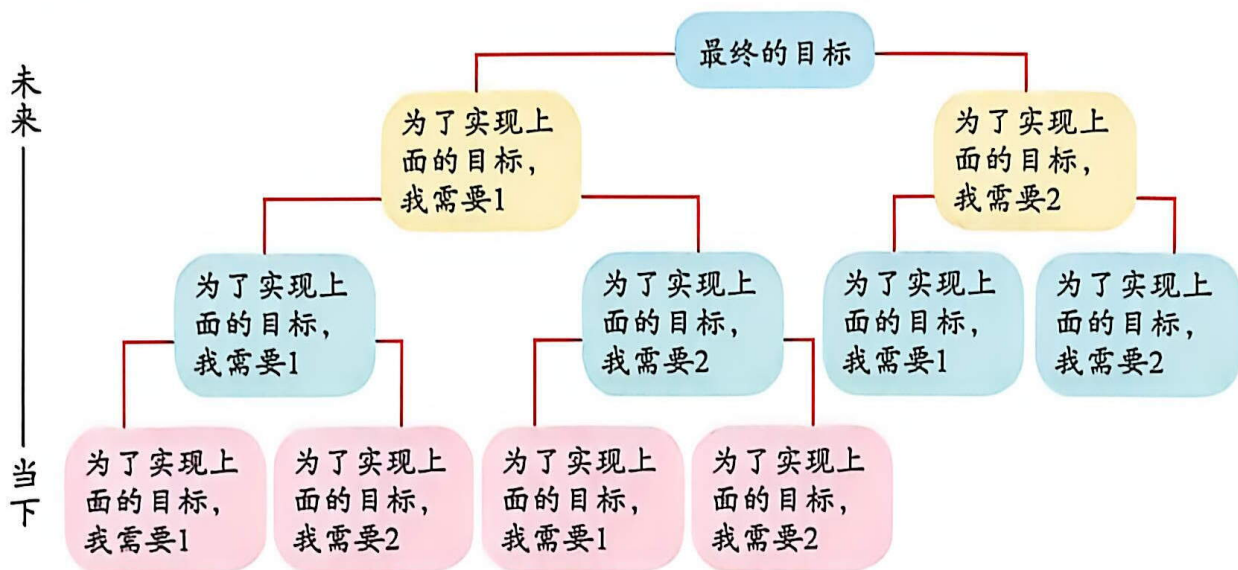 最终的目标
未来
为了实现上
面的目标,
我需要1
为了实现上
面的目标,
我需要2
为了实现上
面的目标,
我需要1
为了实现上
面的目标,
我需要2
为了实现上
面的目标,
我需要1
为了实现上
面的目标,
我需要2
当下
为了实现上
面的目标,
我需要1
为了实现上
面的目标,
我需要2
为了实现上
面的目标,
我需要1
为了实现上
面的目标,
我需要2